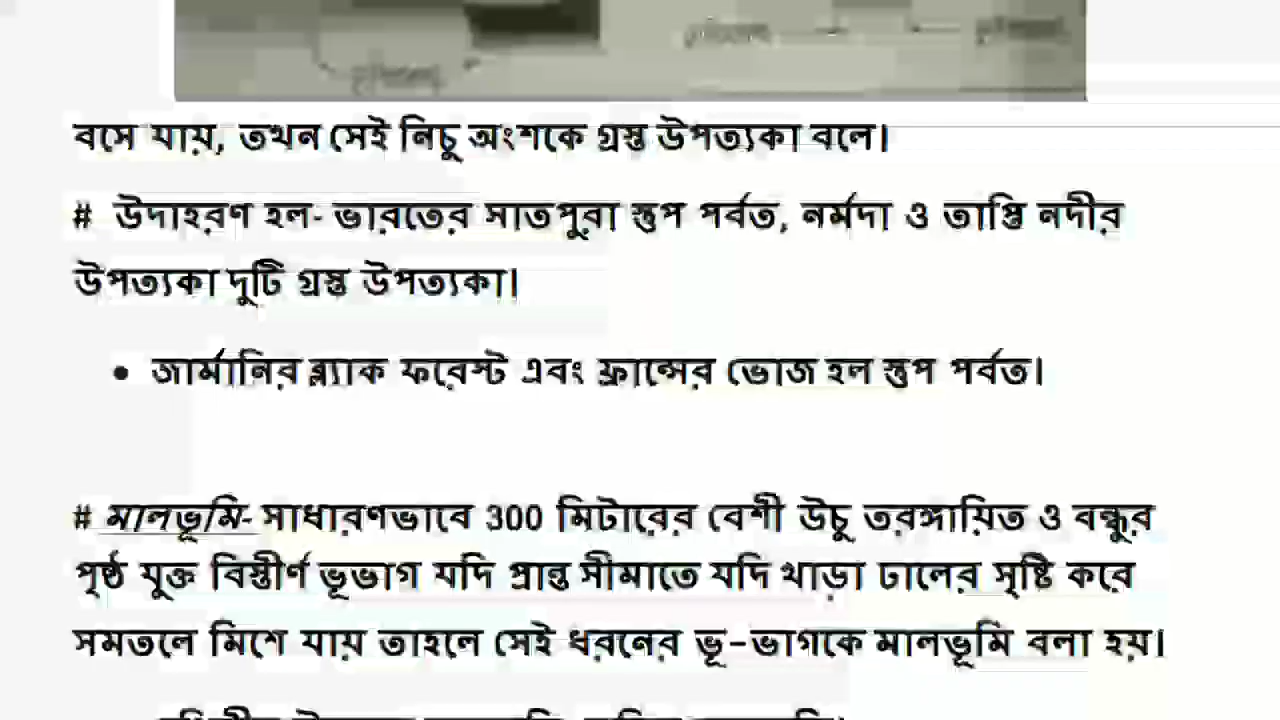 বসে যায়, তখন সেই নিচু অংশকে গ্রস্ত উপত্যকা বলে।
# উদাহরণ হল- ভারতের সাতপুরা স্তুপ পর্বত, নর্মদা ও তাপ্তি নদীর
উপত্যকা দুটি গ্রস্ত উপত্যকা।
• জার্মানির ব্ল্যাক ফরেস্ট এবং ফ্রান্সের ভোজ হল স্তুপ পর্বত।
# মালভূমি- সাধারণভাবে 300 মিটারের বেশী উঁচু তরঙ্গায়িত ও বন্ধুর
পৃষ্ঠ যুক্ত বিস্তীর্ণ ভূভাগ যদি প্রান্ত সীমাতে যদি খাড়া ঢালের সৃষ্টি করে
সমতলে মিশে যায় তাহলে সেই ধরনের ভূ-ভাগকে মালভূমি বলা হয়।